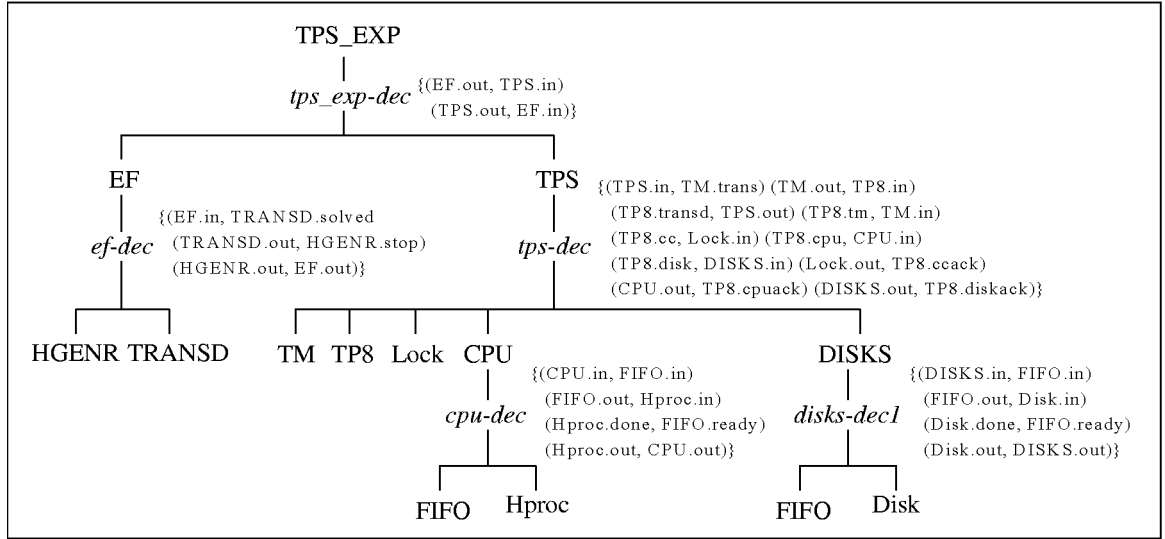 TPS_EXP
tps_exp-dec
{(EF.out, TPS.in)
(TPS.out, EF.in)}
EF
ef-dec
{(EF.in, TRANSD.solved
(TRANSD.out, HGENR.stop)
(HGENR.out, EF.out)}
TPS
tps-dec
{(TPS.in, TM.trans) (TM.out, TP8.in)
(TP8.transd, TPS.out) (TP8.tm, TM.in)
(TP8.cc, Lock.in) (TP8.cpu, CPU.in)
(TP8.disk, DISKS.in) (Lock.out, TP8.ccack)
(CPU.out, TP8.cpuack) (DISKS.out, TP8.diskack)}
HGENR TRANSD
TM TP8 Lock CPU DISKS
cpu-dec
{(CPU.in, FIFO.in)
(FIFO.out, Hproc.in)
(Hproc.done, FIFO.ready)
(Hproc.out, CPU.out)}
disks-dec1
{(DISKS.in, FIFO.in)
(FIFO.out, Disk.in)
(Disk.done, FIFO.ready)
(Disk.out, DISKS.out)}
FIFO Hproc
FIFO Disk